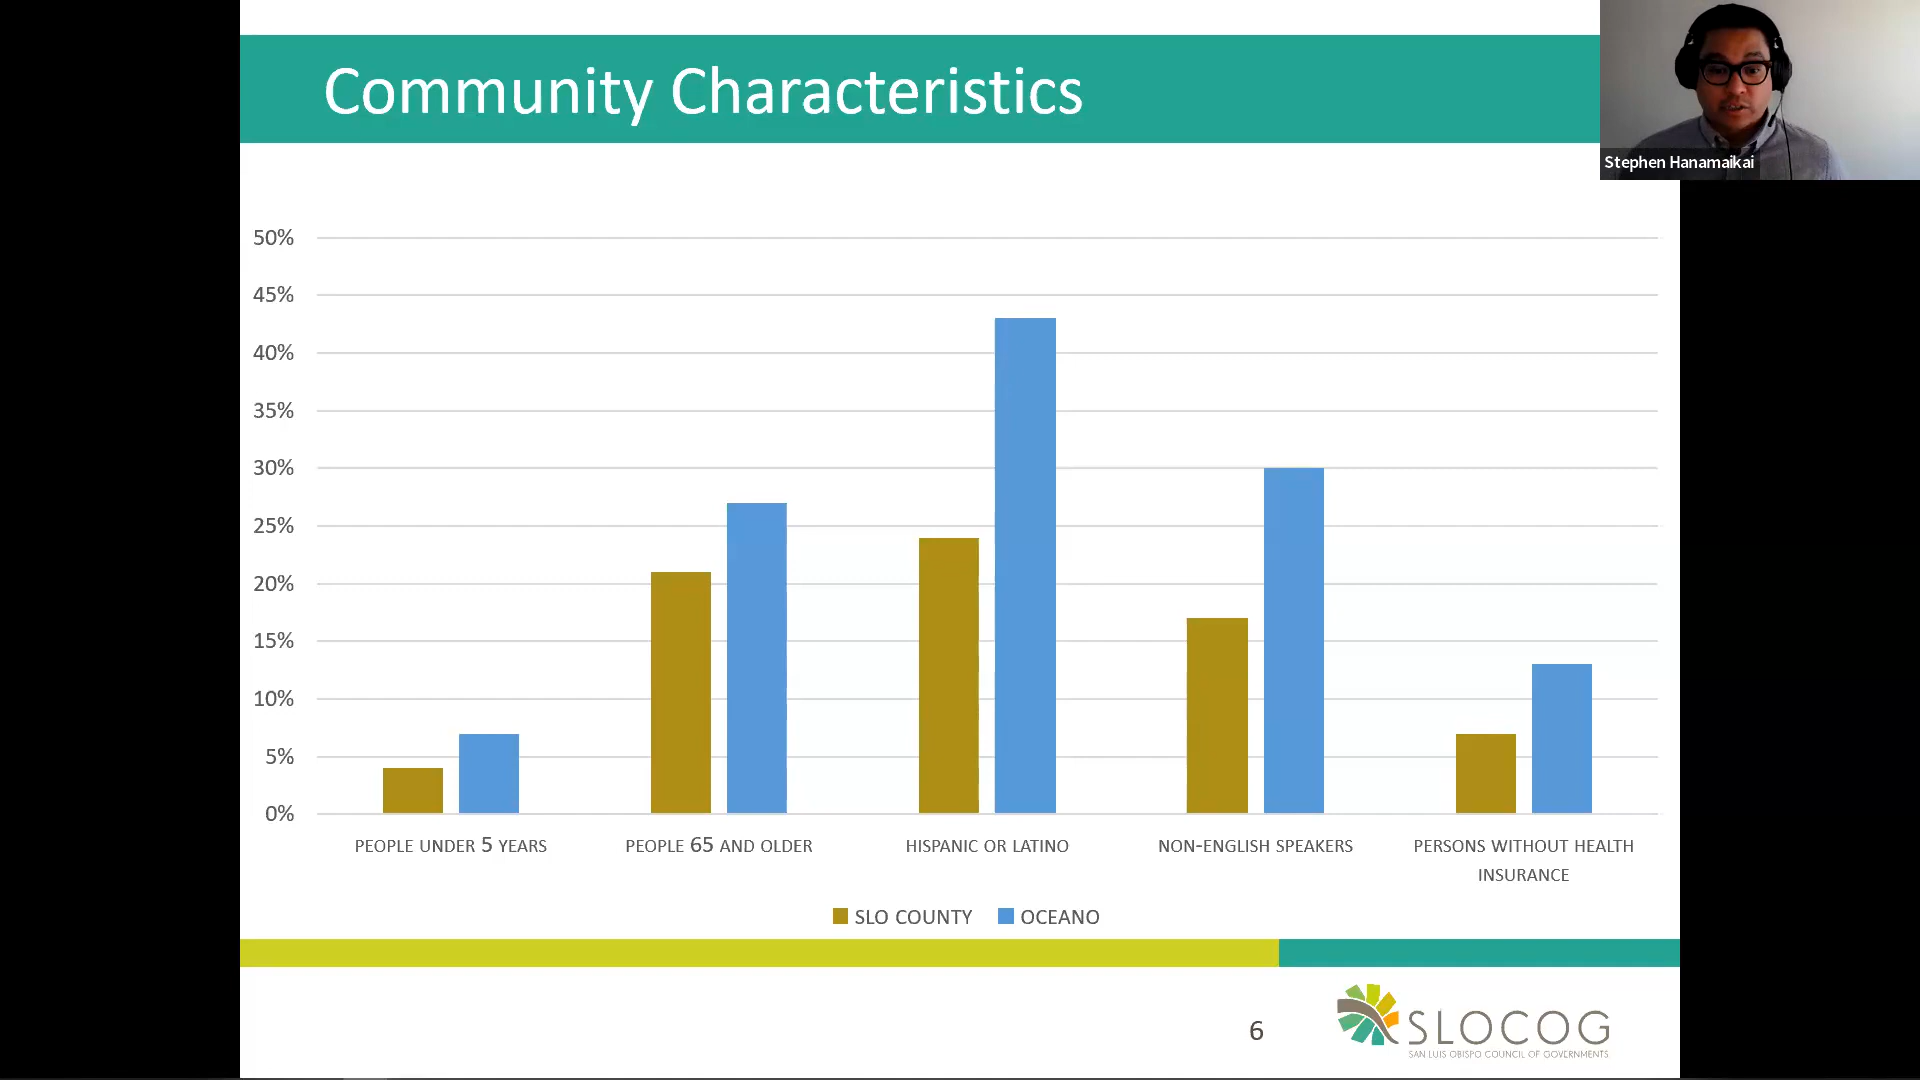 Community Characteristics
Stephen Hanamaikai
50%
45%
40%
35%
30%
25%
20%
15%
10%
5%
0%
PEOPLE UNDER 5 YEARS
PEOPLE 65 AND OLDER
HISPANIC OR LATINO
NON-ENGLISH SPEAKERS
PERSONS WITHOUT HEALTH
INSURANCE
SLO COUNTY
OCEANO
6
SLOCOG
SAN LUIS OBISPO COUNCIL OF GOVERNMENTS